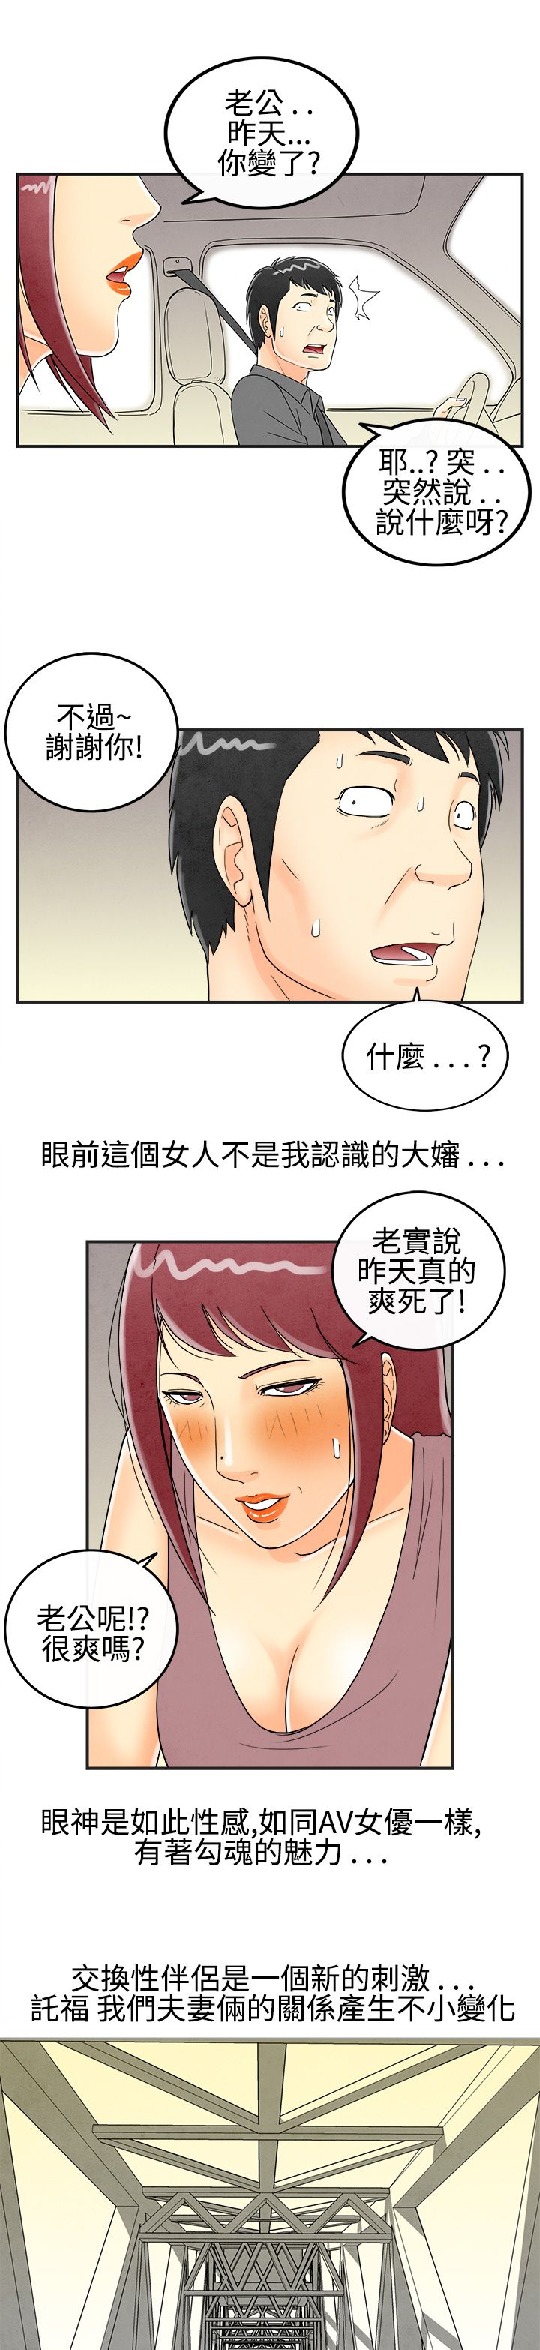 老公..
昨天...
你變了?
耶..? 突..
突然說..
說什麼呀?
不過~
謝謝你!
什麼...?
眼前這個女人不是我認識的大嬸...
老實說
昨天真的
爽死了!
老公呢!?
很爽嗎?
眼神是如此性感,如同AV女優一樣,
有著勾魂的魅力...
交換性伴侶是一個新的刺激...
託福 我們夫妻倆的關係產生不小變化